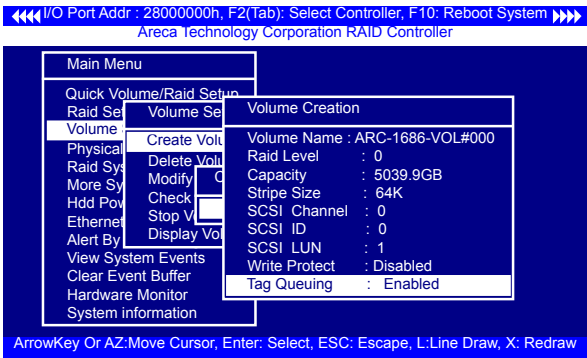 I/O Port Addr : 28000000h, F2(Tab): Select Controller, F10: Reboot System
Areca Technology Corporation RAID Controller
Main Menu
Quick Volume/Raid Setup
Raid Set
Volume
Physical
Raid Sys
More Sy
Hdd Pow
Ethernet
Alert By
View System Events
Clear Event Buffer
Hardware Monitor
System information
Volume Se
Create Volu
Delete Volu
Modify
Check
Stop V
Display Vol
C
Volume Creation
Volume Name : ARC-1686-VOL#000
Raid Level : 0
Capacity : 5039.9GB
Stripe Size : 64K
SCSI Channel : 0
SCSI ID : 0
SCSI LUN : 1
Write Protect : Disabled
Tag Queuing : Enabled
ArrowKey Or AZ:Move Cursor, Enter: Select, ESC: Escape, L:Line Draw, X: Redraw